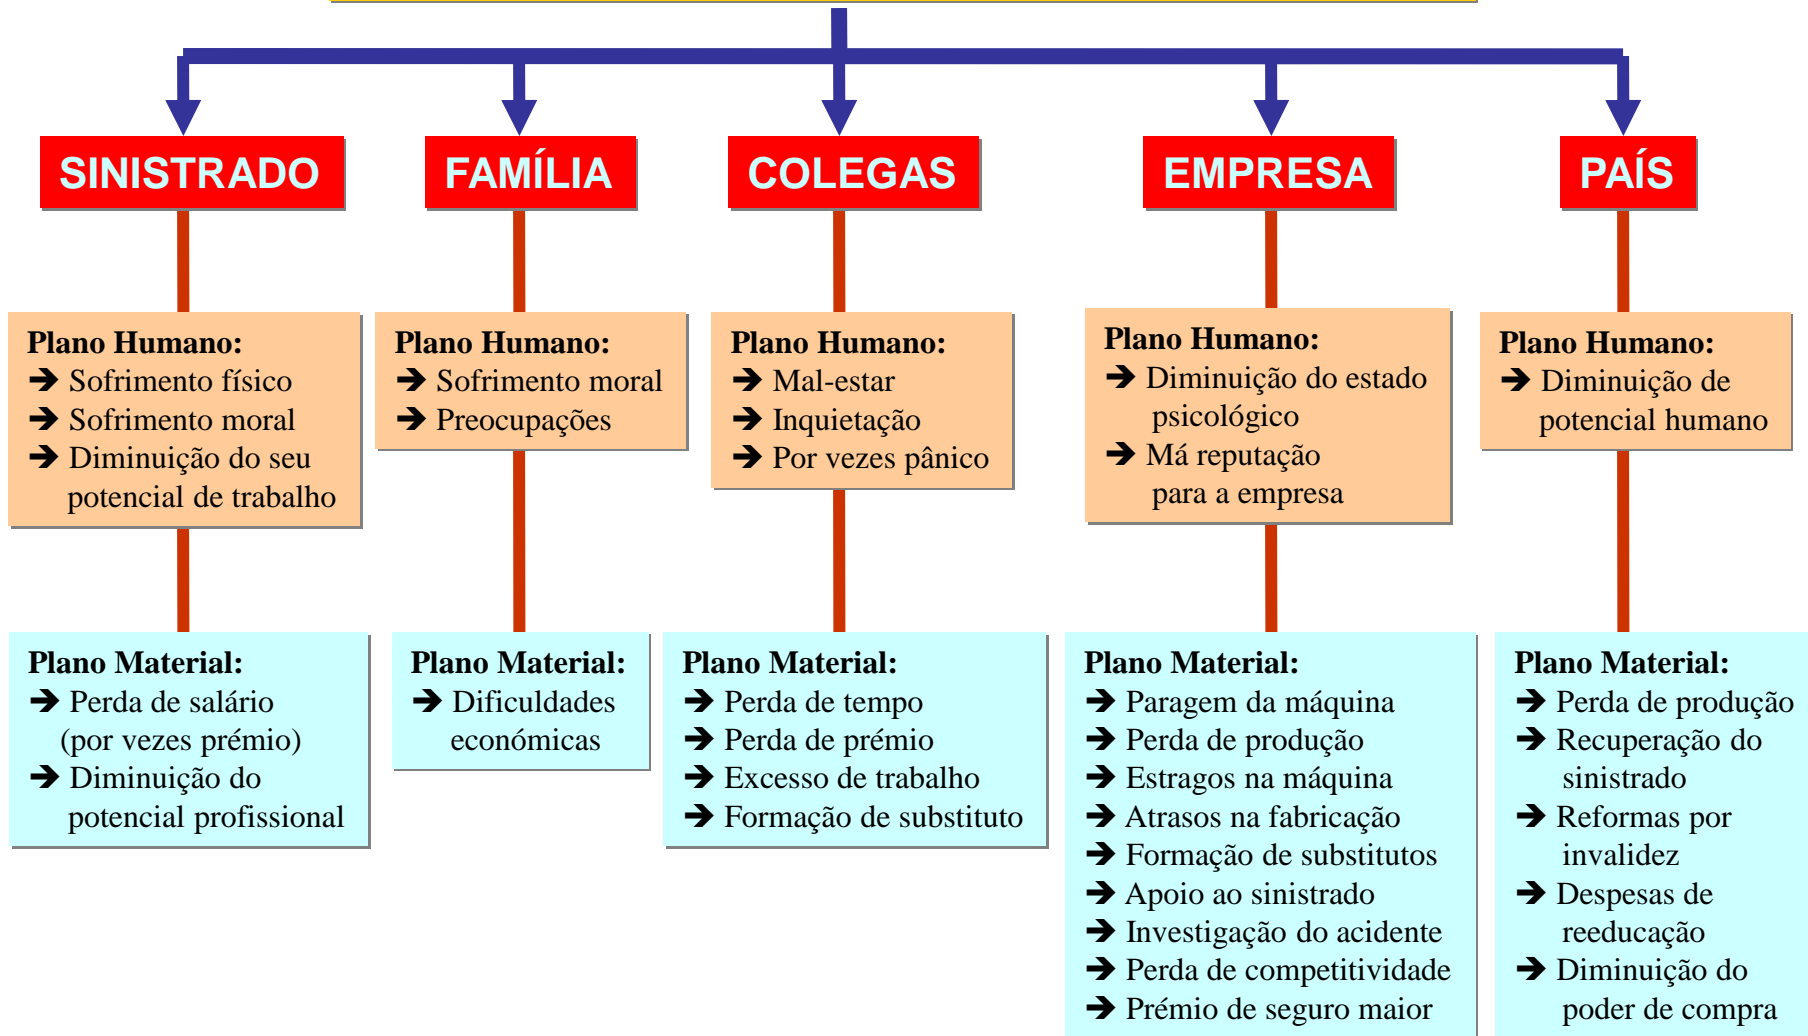 SINISTRADO
FAMÍLIA
COLEGAS
EMPRESA
PAÍS
Plano Humano:
➔ Sofrimento físico
➔ Sofrimento moral
➔ Diminuição do seu
potencial de trabalho
Plano Humano:
➔ Sofrimento moral
➔ Preocupações
Plano Humano:
➔ Mal-estar
➔ Inquietação
➔ Por vezes pânico
Plano Humano:
➔ Diminuição do estado
psicológico
➔ Má reputação
para a empresa
Plano Humano:
➔ Diminuição de
potencial humano
Plano Material:
➔ Perda de salário
(por vezes prémio)
➔ Diminuição do
potencial profissional
Plano Material:
➔ Dificuldades
económicas
Plano Material:
➔ Perda de tempo
➔ Perda de prémio
➔ Excesso de trabalho
➔ Formação de substituto
Plano Material:
➔ Paragem da máquina
➔ Perda de produção
➔ Estragos na máquina
➔ Atrasos na fabricação
➔ Formação de substitutos
➔ Apoio ao sinistrado
➔ Investigação do acidente
➔ Perda de competitividade
➔ Prémio de seguro maior
Plano Material:
➔ Perda de produção
➔ Recuperação do
sinistrado
➔ Reformas por
invalidez
➔ Despesas de
reeducação
➔ Diminuição do
poder de compra